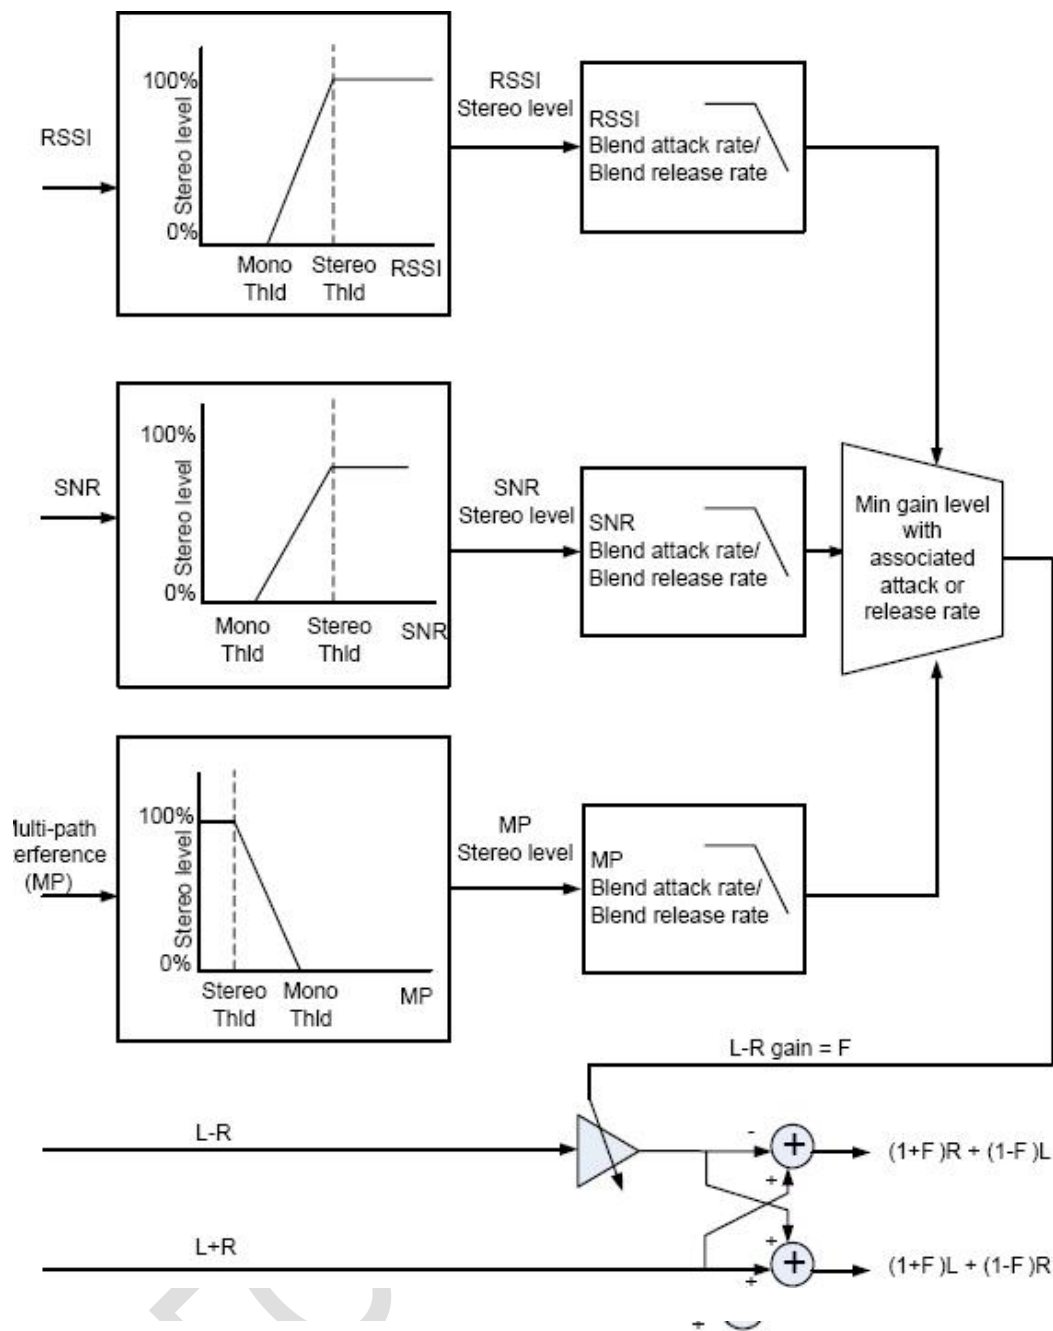 RSSI
100%
Stereo level
0%
Mono
Thld
Stereo
Thld
RSSI
RSSI
Stereo level
RSSI
Blend attack rate/
Blend release rate
SNR
100%
Stereo level
0%
Mono
Thld
Stereo
Thld
SNR
SNR
Stereo level
SNR
Blend attack rate/
Blend release rate
Min gain level
with
associated
attack or
release rate
ulti-path
erference
(MP)
100%
Stereo level
0%
Stereo
Thld
Mono
Thld
MP
MP
Stereo level
MP
Blend attack rate/
Blend release rate
L-R gain = F
L-R
-
+
+
(1+F)R + (1-F)L
L+R
+
+
+
(1+F)L + (1-F)R
+